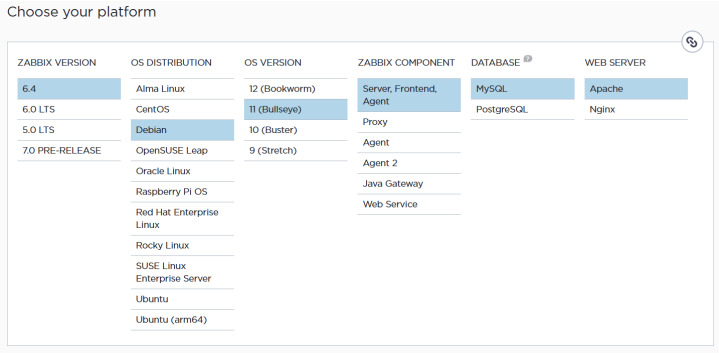 Choose your platform
ZABBIX VERSION
6.4
6.0 LTS
5.0 LTS
7.0 PRE-RELEASE
OS DISTRIBUTION
Alma Linux
CentOS
Debian
OpenSUSE Leap
Oracle Linux
Raspberry Pi OS
Red Hat Enterprise
Linux
Rocky Linux
SUSE Linux
Enterprise Server
Ubuntu
Ubuntu (arm64)
OS VERSION
12 (Bookworm)
11 (Bullseye)
10 (Buster)
9 (Stretch)
ZABBIX COMPONENT
Server, Frontend,
Agent
Proxy
Agent
Agent 2
Java Gateway
Web Service
DATABASE ?
MySQL
PostgreSQL
WEB SERVER
Apache
Nginx